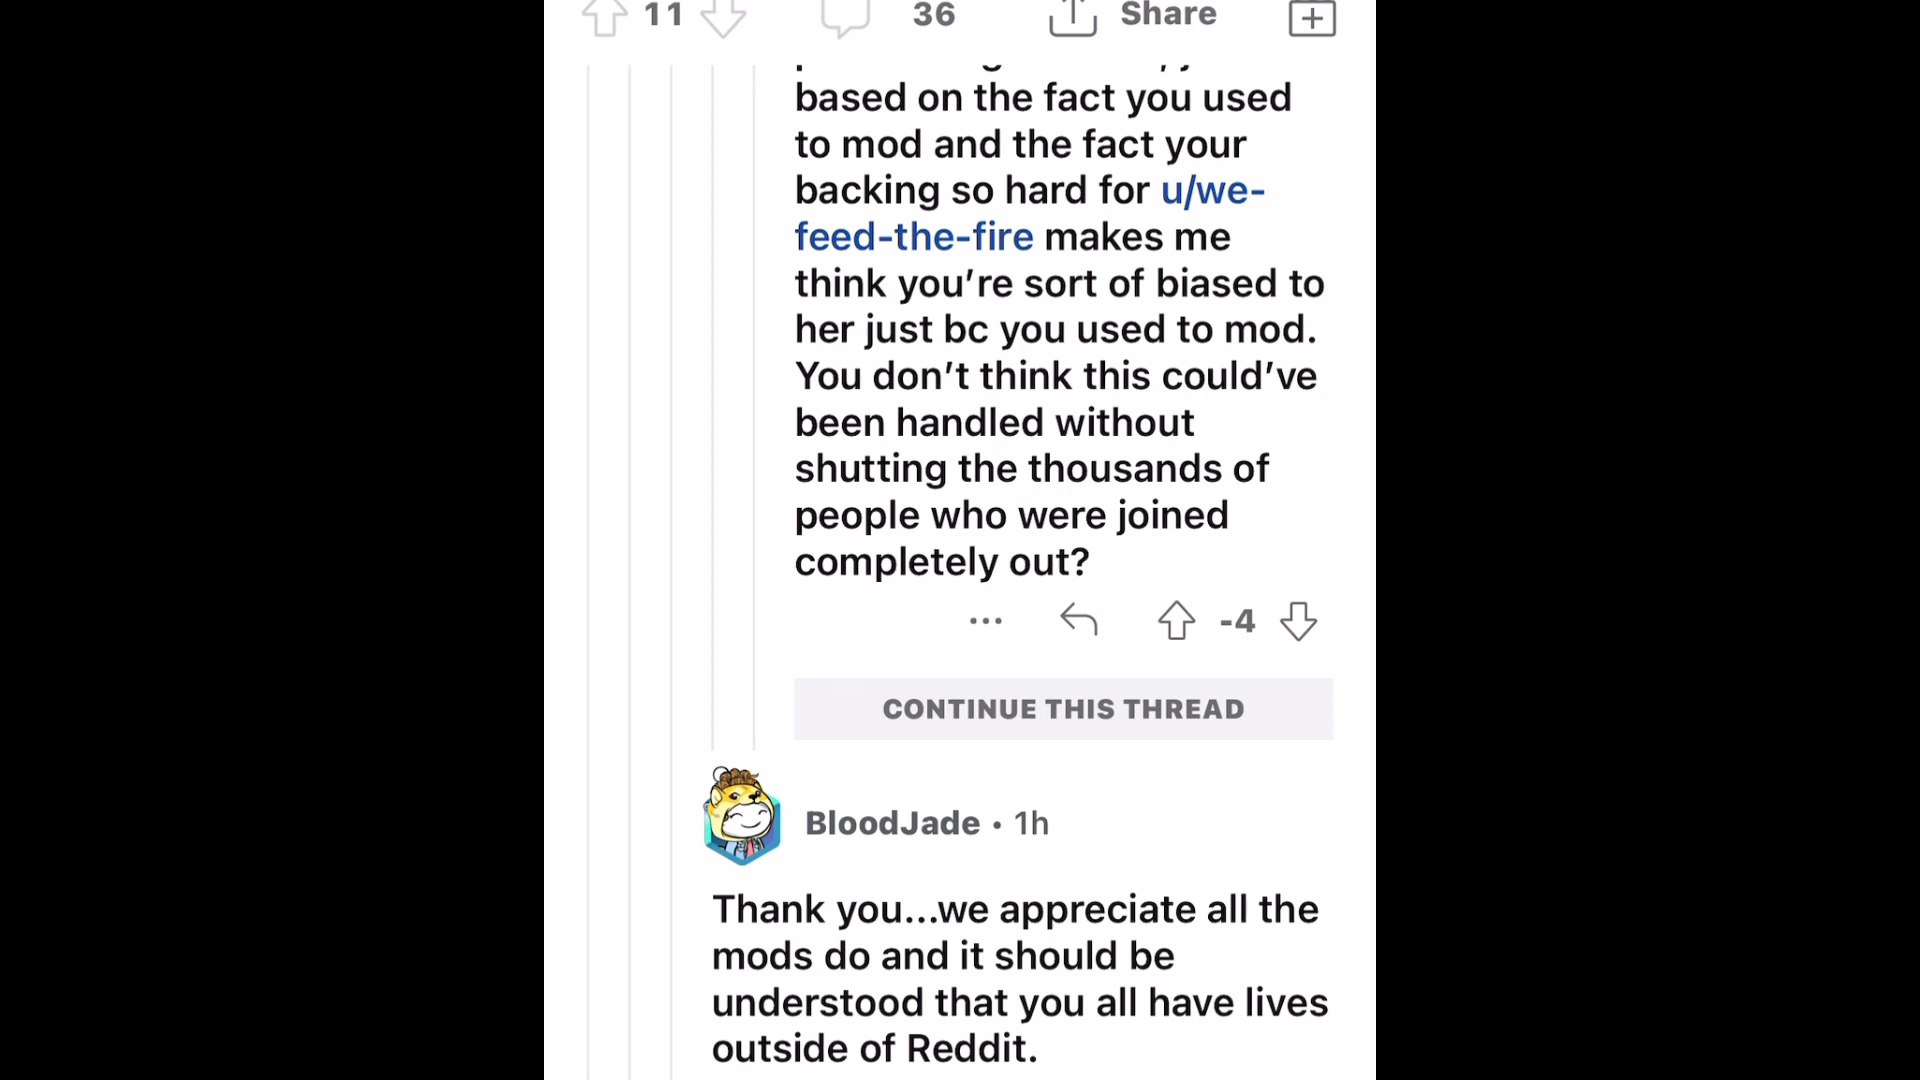 11
36
Share
based on the fact you used
to mod and the fact your
backing so hard for u/we-
feed-the-fire makes me
think you’re sort of biased to
her just bc you used to mod.
You don’t think this could’ve
been handled without
shutting the thousands of
people who were joined
completely out?
-4
CONTINUE THIS THREAD
BloodJade • 1h
Thank you...we appreciate all the
mods do and it should be
understood that you all have lives
outside of Reddit.